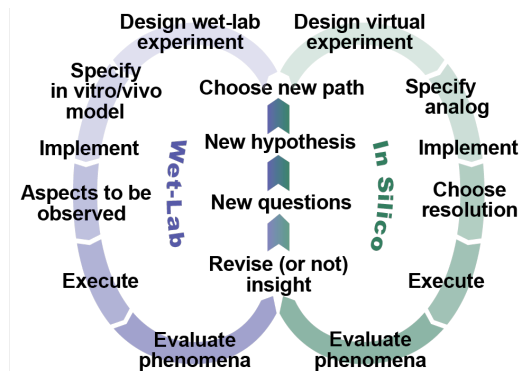 Design wet-lab
experiment
Design virtual
experiment
Specify
in vitro/vivo
model
Choose new path
Specify
analog
Implement
New hypothesis
Implement
Wet-Lab
In Silico
Aspects to be
observed
New questions
Choose
resolution
Execute
Revise (or not)
insight
Execute
Evaluate
phenomena
Evaluate
phenomena